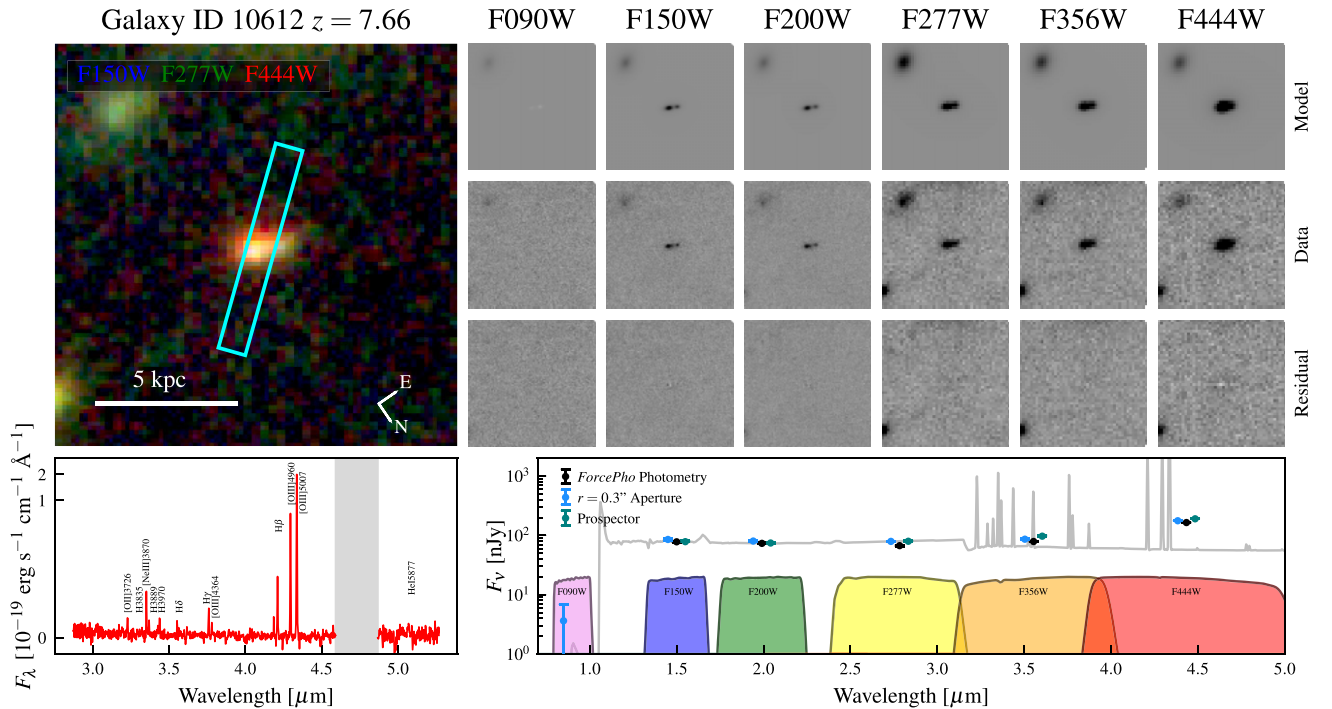 Galaxy ID 10612 z = 7.66
F090W F150W F200W F277W F356W F444W
F150W F277W F444W
5 kpc
E
N
Model
Data
Residual
F_λ [10^−19 erg s^−1 cm^−1 Å^−1]
2
1
0
[OII]3726
H3835
[NeIII]3870
H3889
H3970
Hδ
Hγ
[OIII]4364
Hβ
[OIII]4960
[OIII]5007
HeI5877
3.0 3.5 4.0 4.5 5.0
Wavelength [μm]
F_ν [nJy]
10^3
10^2
10^1
10^0
ForcePho Photometry
r = 0.3” Aperture
Prospector
F090W F150W F200W F277W F356W F444W
1.0 1.5 2.0 2.5 3.0 3.5 4.0 4.5 5.0
Wavelength [μm]